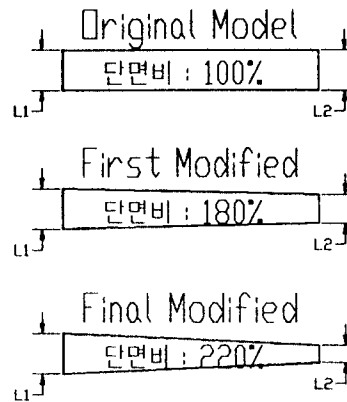 Original Model
단면비 : 100%
L1 L2
First Modified
단면비 : 180%
L1 L2
Final Modified
단면비 : 220%
L1 L2